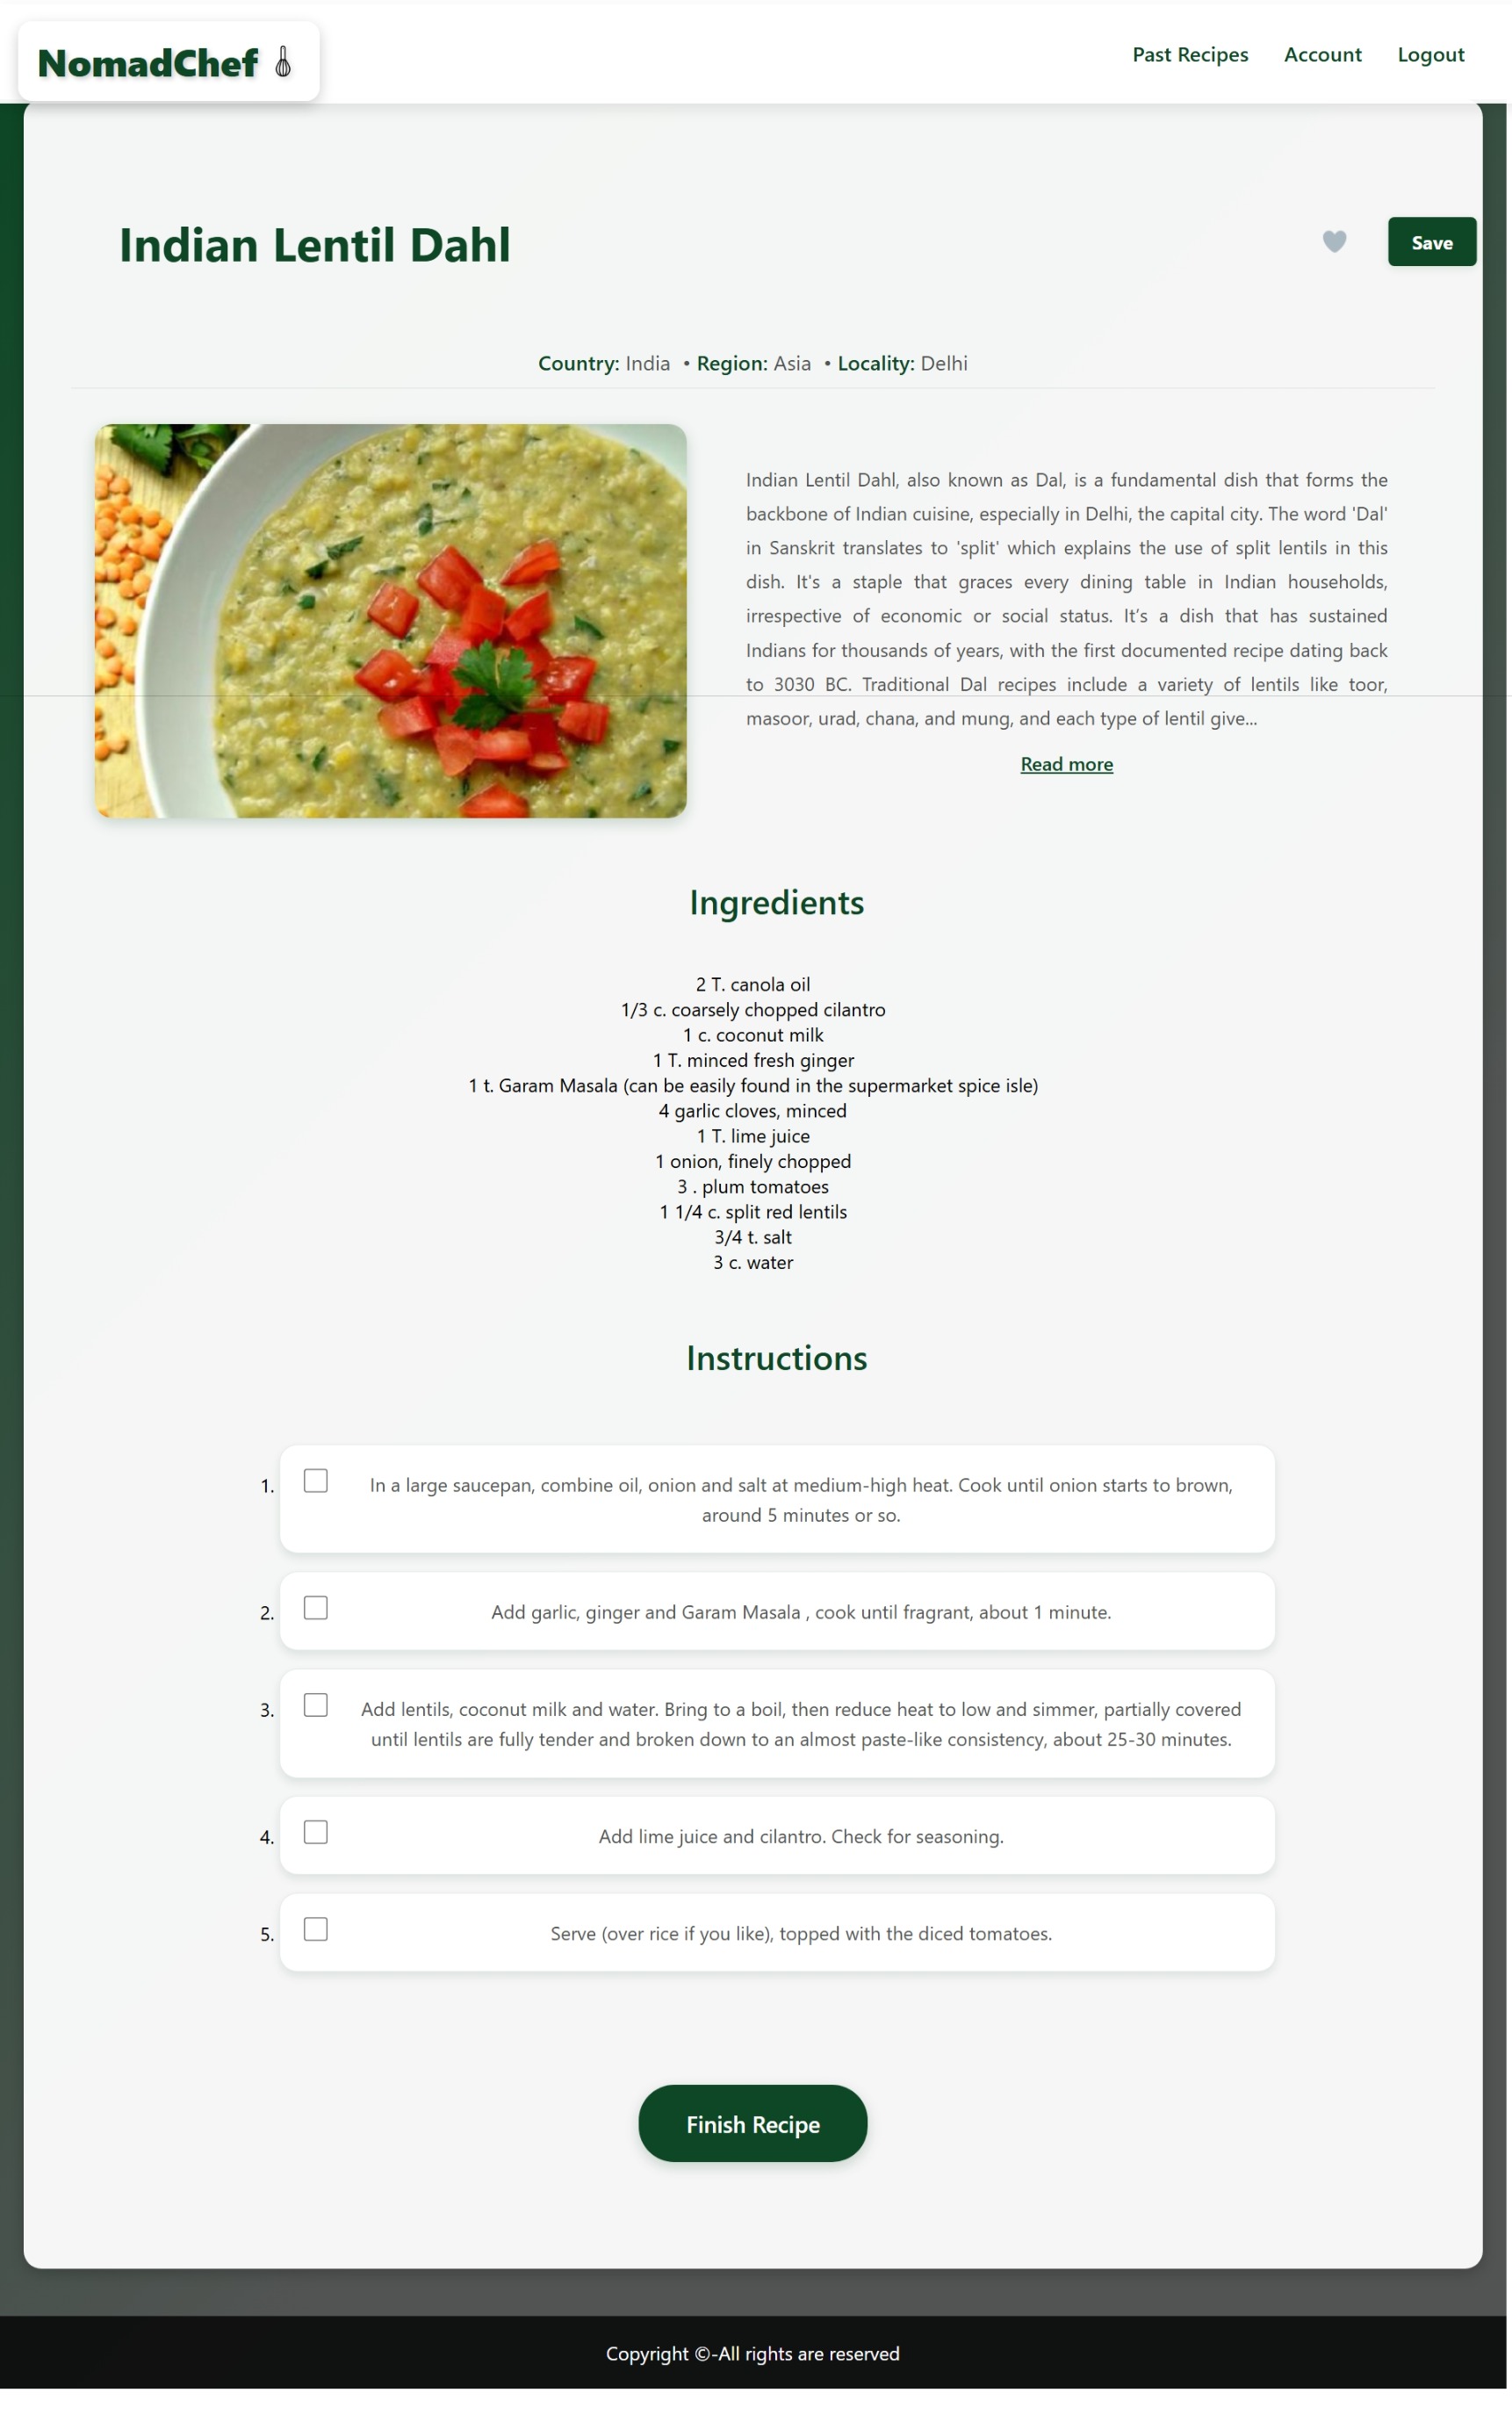 NomadChef
Past Recipes Account Logout
Indian Lentil Dahl
Save
Country: India • Region: Asia • Locality: Delhi
Indian Lentil Dahl, also known as Dal, is a fundamental dish that forms the
backbone of Indian cuisine, especially in Delhi, the capital city. The word 'Dal'
in Sanskrit translates to 'split' which explains the use of split lentils in this
dish. It's a staple that graces every dining table in Indian households,
irrespective of economic or social status. It's a dish that has sustained
Indians for thousands of years, with the first documented recipe dating back
to 3030 BC. Traditional Dal recipes include a variety of lentils like toor,
masoor, urad, chana, and mung, and each type of lentil give...
Read more
Ingredients
2 T. canola oil
1/3 c. coarsely chopped cilantro
1 c. coconut milk
1 T. minced fresh ginger
1 t. Garam Masala (can be easily found in the supermarket spice isle)
4 garlic cloves, minced
1 T. lime juice
1 onion, finely chopped
3 . plum tomatoes
1 1/4 c. split red lentils
3/4 t. salt
3 c. water
Instructions
1. In a large saucepan, combine oil, onion and salt at medium-high heat. Cook until onion starts to brown,
around 5 minutes or so.
2. Add garlic, ginger and Garam Masala , cook until fragrant, about 1 minute.
3. Add lentils, coconut milk and water. Bring to a boil, then reduce heat to low and simmer, partially covered
until lentils are fully tender and broken down to an almost paste-like consistency, about 25-30 minutes.
4. Add lime juice and cilantro. Check for seasoning.
5. Serve (over rice if you like), topped with the diced tomatoes.
Finish Recipe
Copyright ©-All rights are reserved